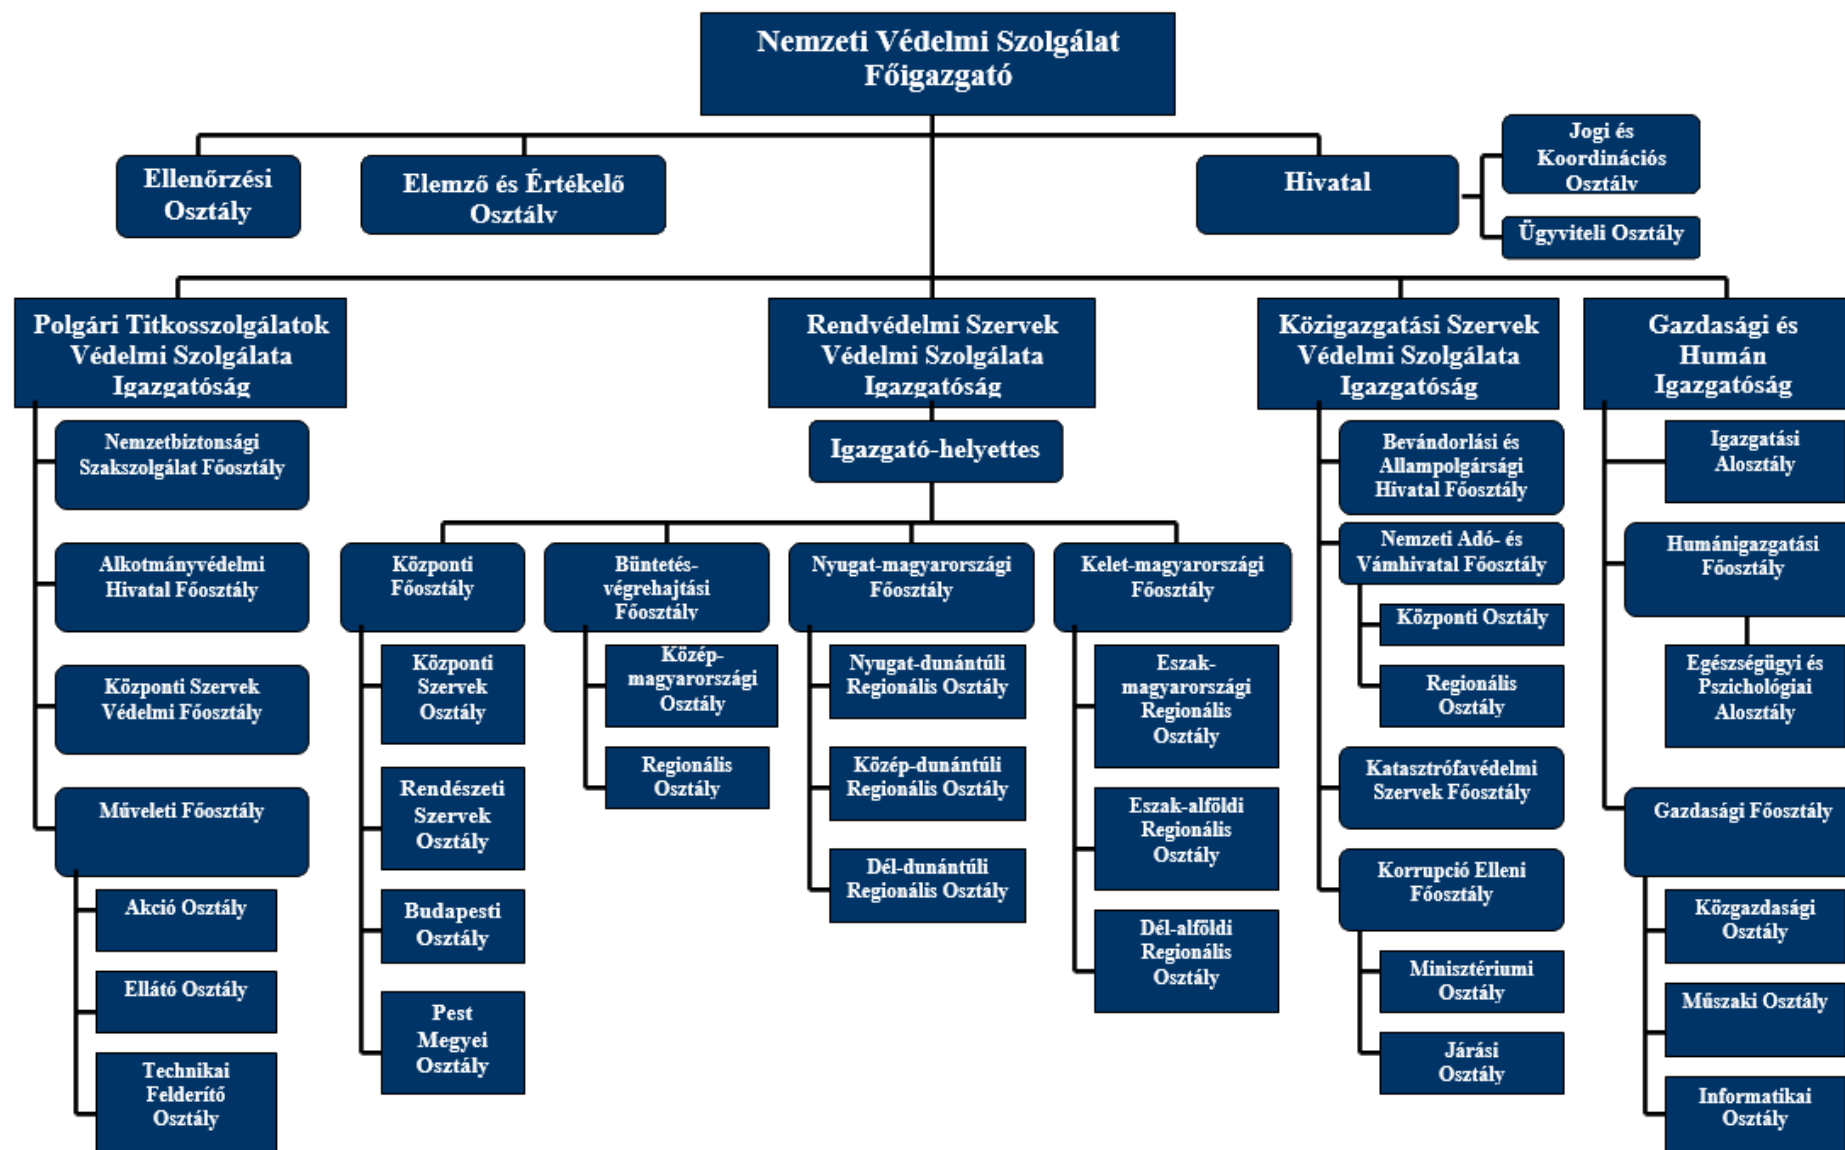 Nemzeti Védelmi Szolgálat
Főigazgató
Ellenőrzési
Osztály
Elemző és Értékelő
Osztálv
Hivatal
Jogi és
Koordinációs
Osztálv
Ügyviteli Osztály
Polgári Titkosszolgálatok
Védelmi Szolgálata
Igazgatóság
Nemzetbiztonsági
Szakszolgálat Főosztály
Alkotmányvédelmi
Hivatal Főosztály
Központi Szervek
Védelmi Főosztály
Műveleti Főosztály
Akció Osztály
Ellátó Osztály
Technikai
Felderítő
Osztály
Rendvédelmi Szervek
Védelmi Szolgálata
Igazgatóság
Igazgató-helyettes
Központi
Főosztály
Központi
Szervek
Osztály
Rendészeti
Szervek
Osztály
Budapesti
Osztály
Pest
Megyei
Osztály
Büntetés-
végrehajtási
Főosztály
Közép-
magyarországi
Osztály
Regionális
Osztály
Nyugat-magyarországi
Főosztály
Nyugat-dunántúli
Regionális Osztály
Közép-dunántúli
Regionális Osztály
Dél-dunántúli
Regionális Osztály
Kelet-magyarországi
Főosztály
Eszak-
magyarországi
Regionális
Osztály
Eszak-alföldi
Regionális
Osztály
Dél-alföldi
Regionális
Osztály
Közigazgatási Szervek
Védelmi Szolgálata
Igazgatóság
Bevándorlási és
Állampolgársági
Hivatal Főosztály
Nemzeti Adó- és
Vámhivatal Főosztály
Központi Osztály
Regionális
Osztály
Katasztrófavédelmi
Szervek Főosztály
Korrupció Elleni
Főosztály
Minisztériumi
Osztály
Járási
Osztály
Gazdasági és
Humán
Igazgatóság
Igazgatási
Alosztály
Humánigazgatási
Főosztály
Egészségügyi és
Pszichológiai
Alosztály
Gazdasági Főosztály
Közgazdasági
Osztály
Műszaki Osztály
Informatikai
Osztály